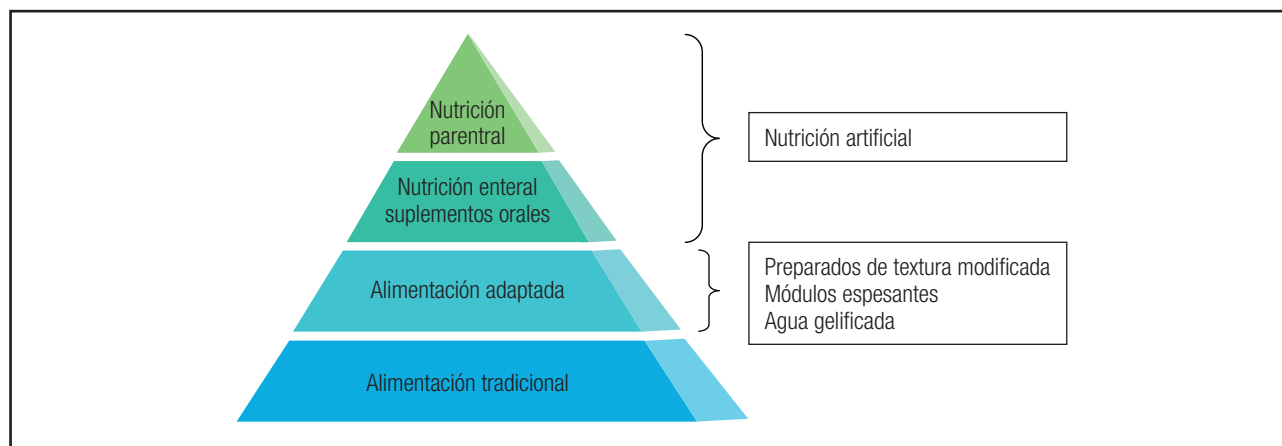 Nutrición
parentral
Nutrición artificial
Nutrición enteral
suplementos orales
Alimentación adaptada
Preparados de textura modificada
Módulos espesantes
Agua gelificada
Alimentación tradicional